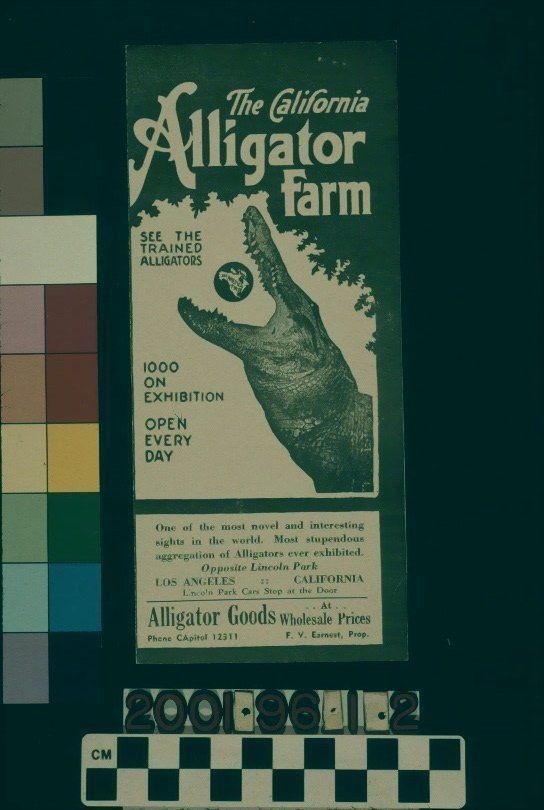 The California
Alligator
Farm
SEE THE
TRAINED
ALLIGATORS
1000
ON
EXHIBITION
OPEN
EVERY
DAY
One of the most novel and interesting
sights in the world. Most stupendous
aggregation of Alligators ever exhibited.
Opposite Lincoln Park
LOS ANGELES :: CALIFORNIA
Lincoln Park Cars Stop at the Door
Alligator Goods . . At . . Wholesale Prices
Phone CApitol 12311 F. V. Earnest, Prop.
2001.96.1.2
CM